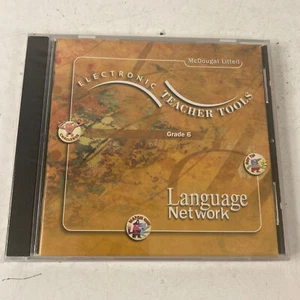 McDougal Littell
ELECTRONIC
TEACHER TOOLS
Grade 6
Language
Network